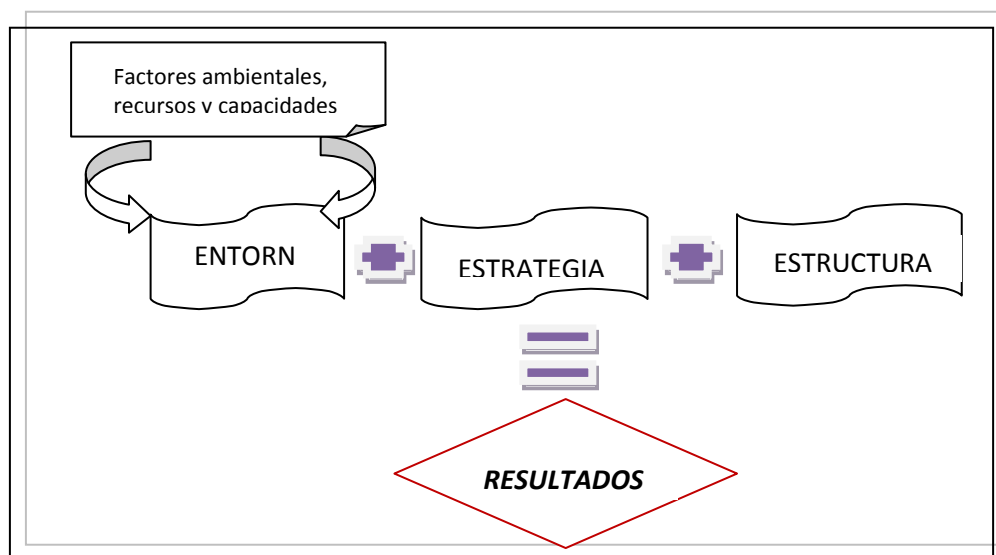 Factores ambientales,
recursos y capacidades
ENTORN
ESTRATEGIA
ESTRUCTURA
RESULTADOS